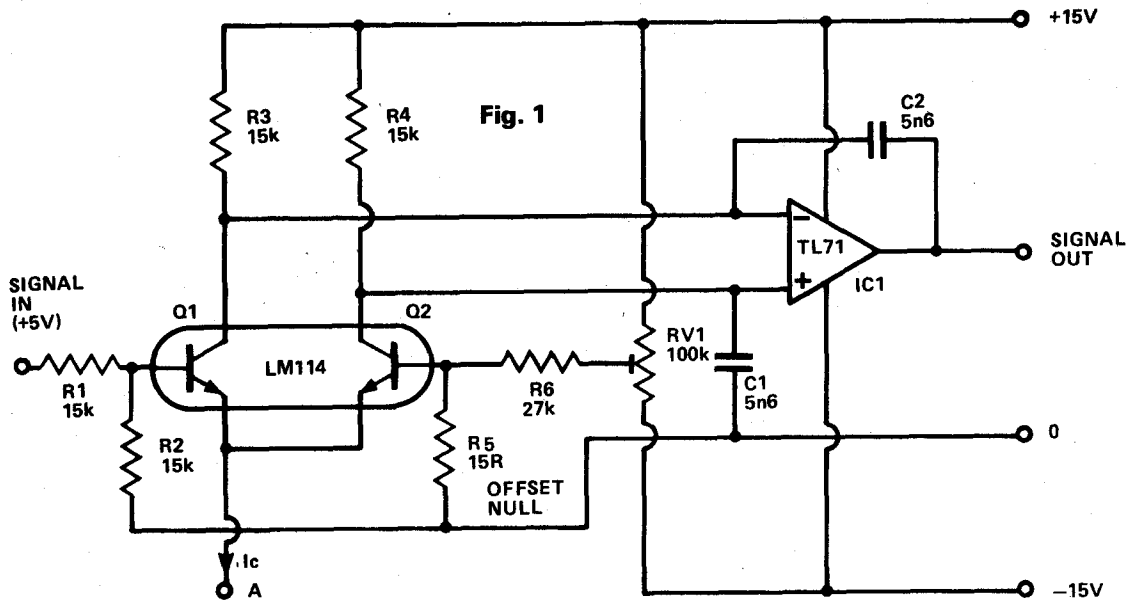 +15V
R3
15k
R4
15k
Fig. 1
C2
5n6
−
TL71
+
IC1
SIGNAL
OUT
SIGNAL
IN
(+5V)
Q1
Q2
LM114
R1
15k
R2
15k
R5
15R
R6
27k
RV1
100k
C1
5n6
OFFSET
NULL
0
Ic
A
−15V